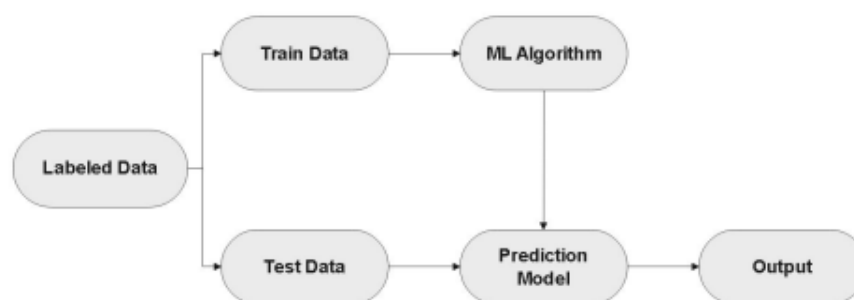 Train Data
ML Algorithm
Labeled Data
Test Data
Prediction
Model
Output